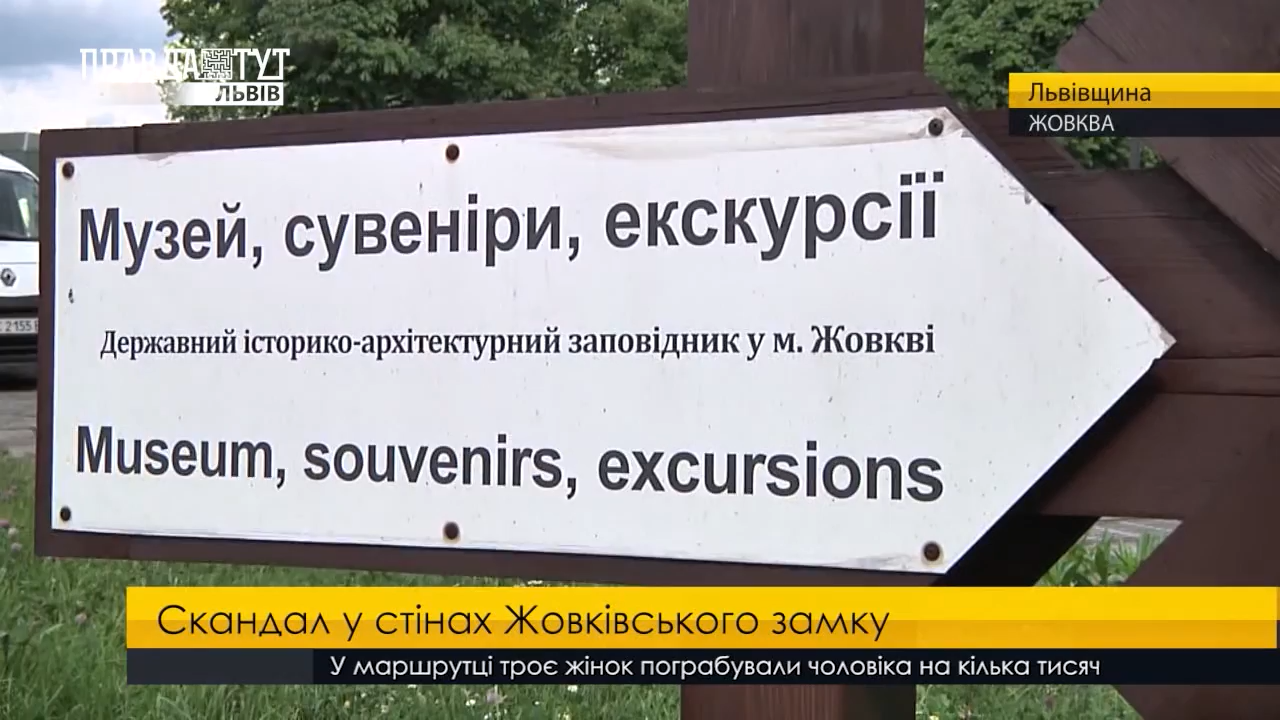 ПРАВДА ТУТ
ЛЬВІВ
Львівщина
ЖОВКВА
Музей, сувеніри, екскурсії
Державний історико-архітектурний заповідник у м. Жовкві
Museum, souvenirs, excursions
2155
Скандал у стінах Жовківського замку
У маршрутці троє жінок пограбували чоловіка на кілька тисяч